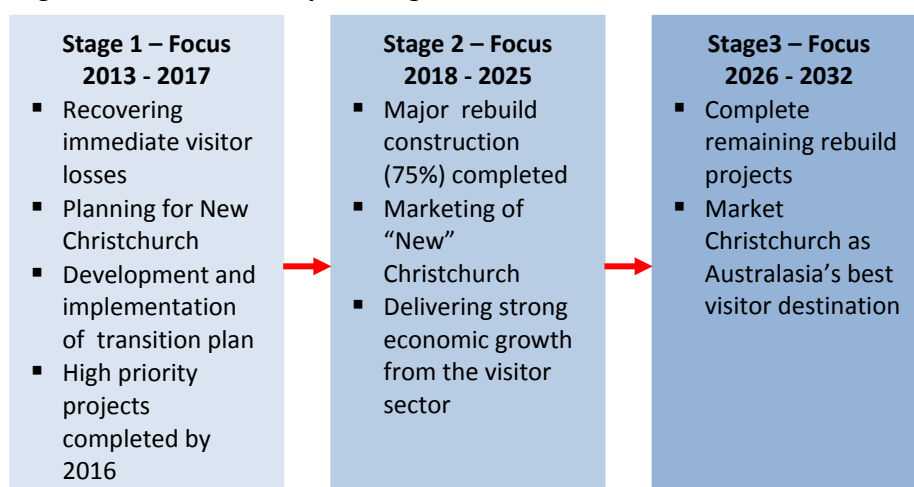 Stage 1 – Focus
2013 - 2017
▪ Recovering
immediate visitor
losses
▪ Planning for New
Christchurch
▪ Development and
implementation
of transition plan
▪ High priority
projects
completed by
2016
Stage 2 – Focus
2018 - 2025
▪ Major rebuild
construction
(75%) completed
▪ Marketing of
“New”
Christchurch
▪ Delivering strong
economic growth
from the visitor
sector
Stage3 – Focus
2026 - 2032
▪ Complete
remaining rebuild
projects
▪ Market
Christchurch as
Australasia’s best
visitor destination